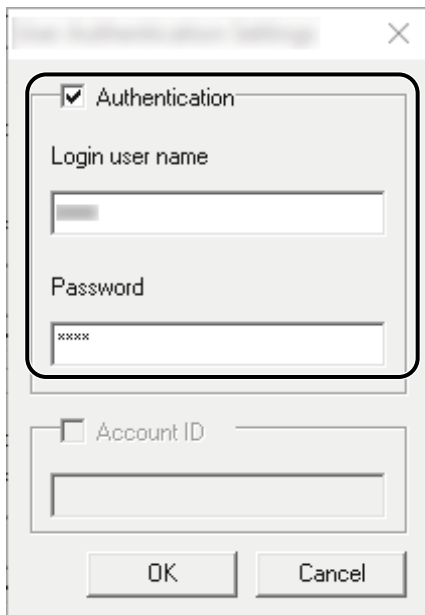 Authentication
Login user name
Password
****
Account ID
OK
Cancel